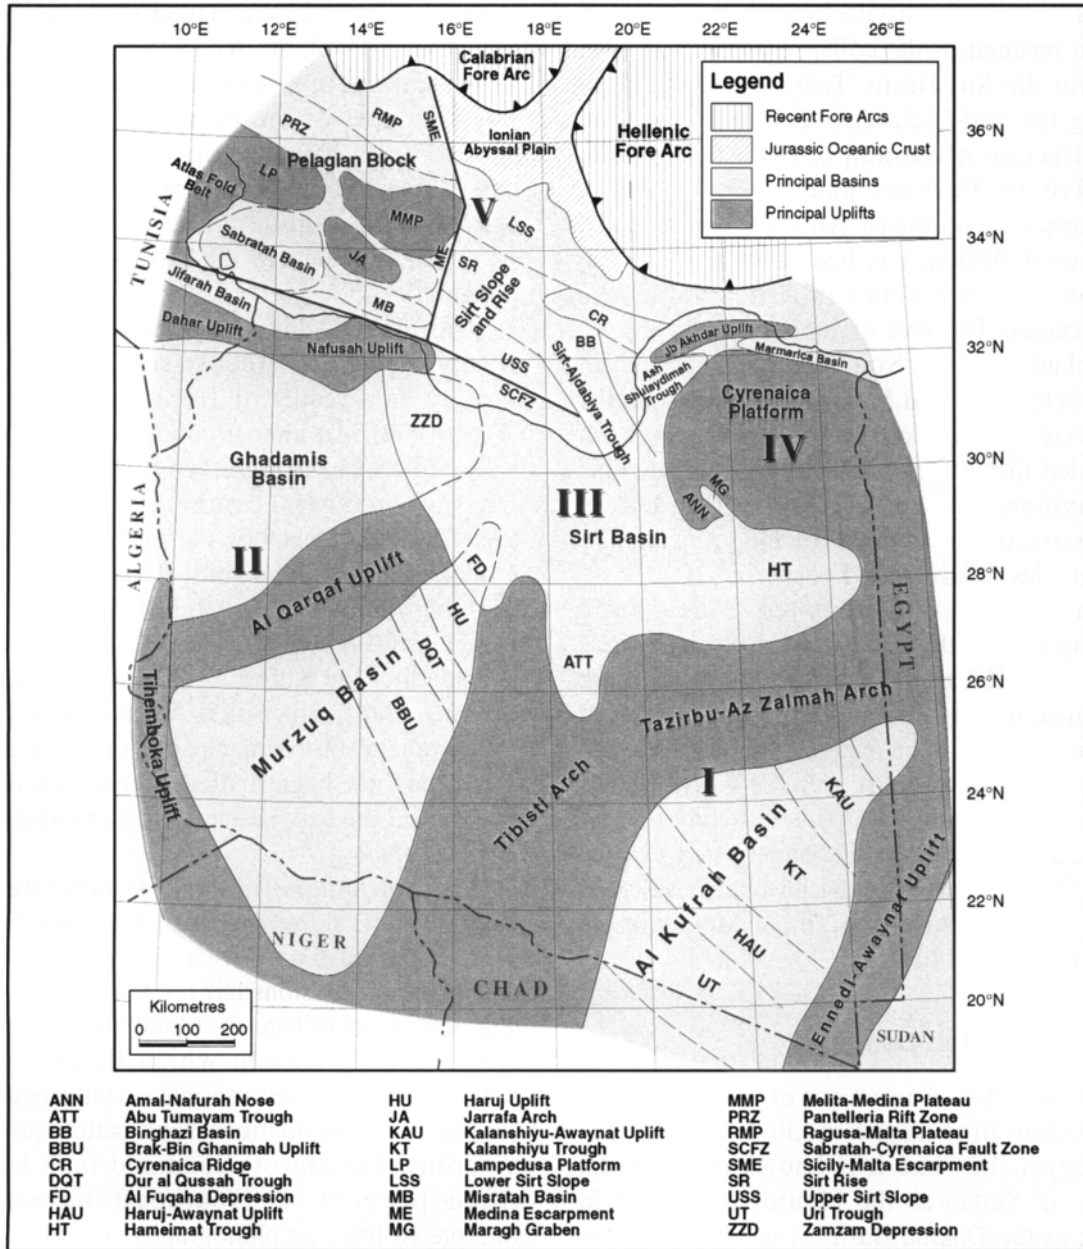 10°E 12°E 14°E 16°E 18°E 20°E 22°E 24°E 26°E
Calabrian
Fore Arc
Legend
Recent Fore Arcs
Jurassic Oceanic Crust
Principal Basins
Principal Uplifts
36°N
34°N
32°N
30°N
28°N
26°N
24°N
22°N
20°N
PRZ
RMP
SME
Ionian
Abyssal Plain
Hellenic
Fore Arc
Pelagian Block
Atlas Fold
Belt
LP
MMP
V
LSS
TUNISIA
Sabratah Basin
JA
ME
SR
Sirt Slope
and Rise
Jifarah Basin
MB
CR
BB
Dahar Uplift
Nafusah Uplift
USS
SCFZ
Sirt-Ajdabiya Trough
Jb Akhdar Uplift
Marmarica Basin
Ash
Shulaydimah
Trough
Cyrenaica
Platform
IV
ZZD
Ghadamis
Basin
III
Sirt Basin
MG
ANN
ALGERIA
II
FD
HT
EGYPT
Al Qarqaf Uplift
HU
DQT
BBU
ATT
Tihemboka Uplift
Murzuq Basin
Tazirbu-Az Zalmah Arch
I
Tibisti Arch
KAU
KT
HAU
UT
Al Kufrah Basin
Ennedi-Awaynat Uplift
NIGER
CHAD
SUDAN
Kilometres
0 100 200
ANN Amal-Nafurah Nose
ATT Abu Tumayam Trough
BB Binghazi Basin
BBU Brak-Bin Ghanimah Uplift
CR Cyrenaica Ridge
DQT Dur al Qussah Trough
FD Al Fuqaha Depression
HAU Haruj-Awaynat Uplift
HT Hameimat Trough
HU Haruj Uplift
JA Jarrafa Arch
KAU Kalanshiyu-Awaynat Uplift
KT Kalanshiyu Trough
LP Lampedusa Platform
LSS Lower Sirt Slope
MB Misratah Basin
ME Medina Escarpment
MG Maragh Graben
MMP Melita-Medina Plateau
PRZ Pantelleria Rift Zone
RMP Ragusa-Malta Plateau
SCFZ Sabratah-Cyrenaica Fault Zone
SME Sicily-Malta Escarpment
SR Sirt Rise
USS Upper Sirt Slope
UT Uri Trough
ZZD Zamzam Depression